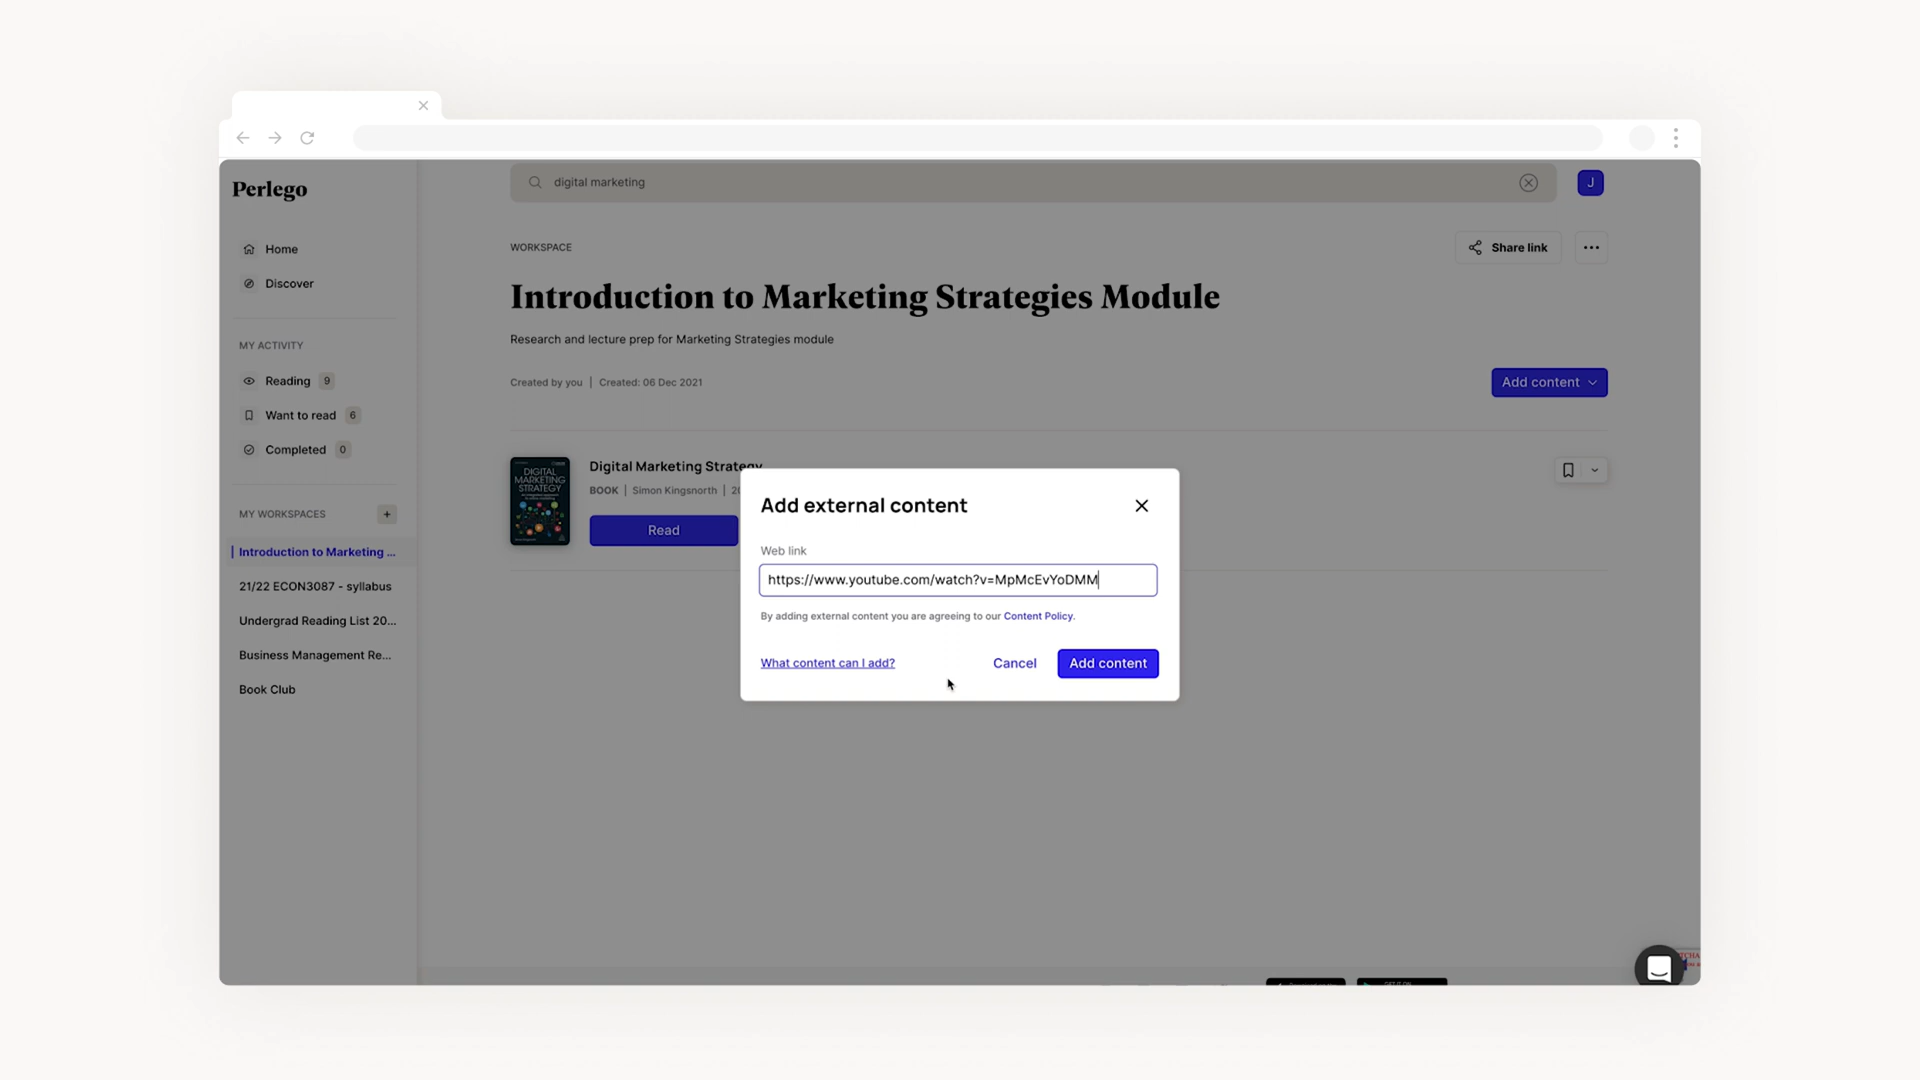 Perlego
digital marketing
J
Home
Discover
MY ACTIVITY
Reading 9
Want to read 6
Completed 0
MY WORKSPACES +
Introduction to Marketing ...
21/22 ECON3087 - syllabus
Undergrad Reading List 20...
Business Management Re...
Book Club
WORKSPACE
Share link
Introduction to Marketing Strategies Module
Research and lecture prep for Marketing Strategies module
Created by you | Created: 06 Dec 2021
Add content
DIGITAL
MARKETING
STRATEGY
Digital Marketing Strategy
BOOK | Simon Kingsnorth | 20
Read
Add external content
Web link
https://www.youtube.com/watch?v=MpMcEvYoDMM
By adding external content you are agreeing to our Content Policy.
What content can I add?
Cancel
Add content